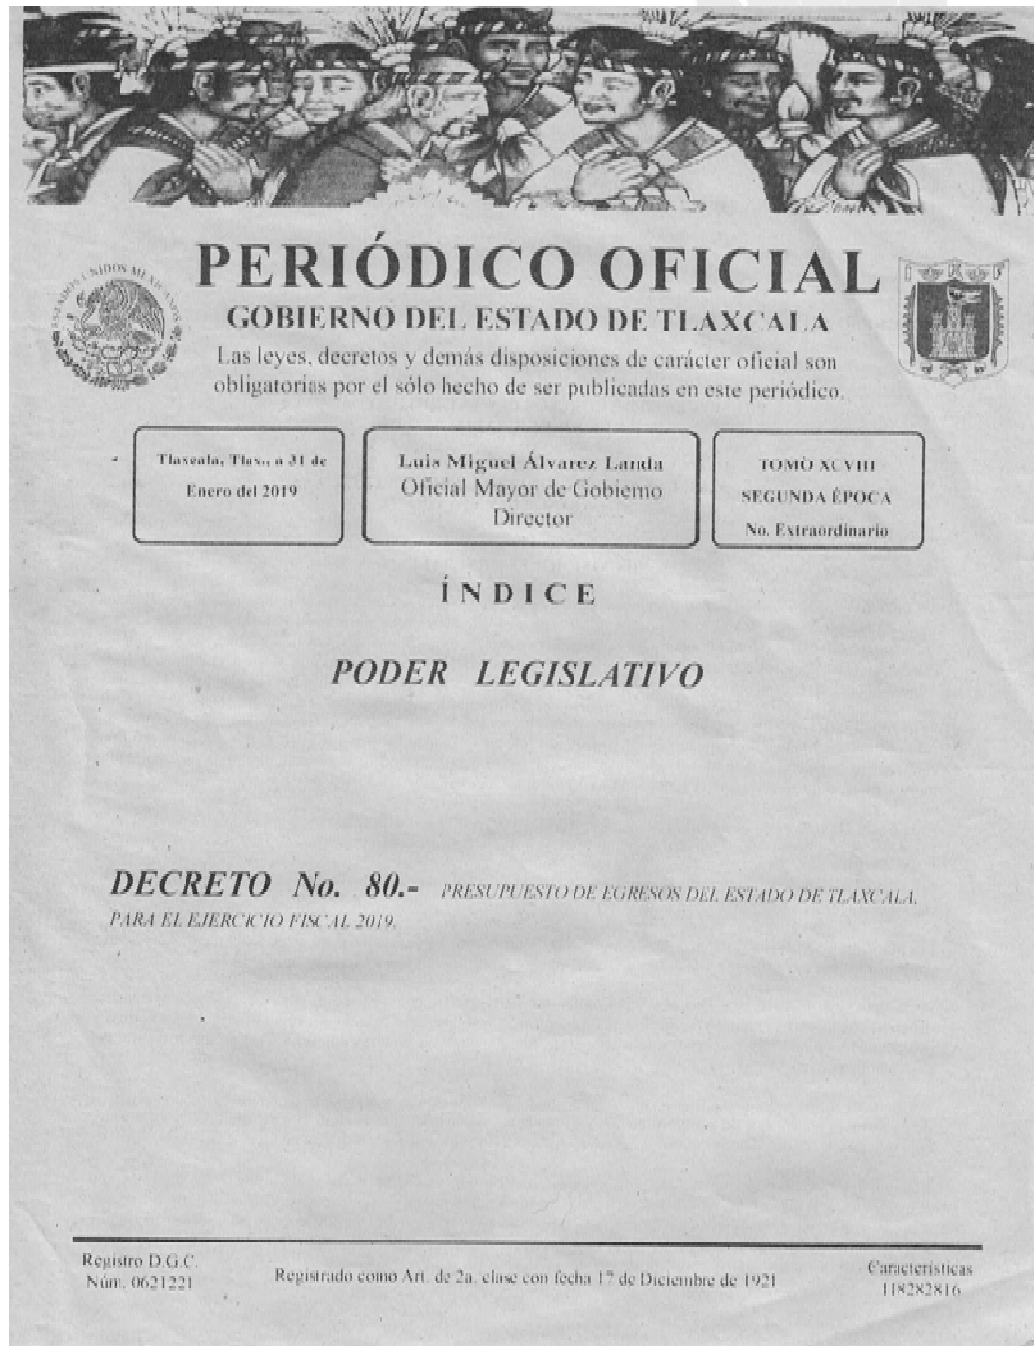 PERIÓDICO OFICIAL
GOBIERNO DEL ESTADO DE TLAXCALA
Las leyes, decretos y demás disposiciones de carácter oficial son
obligatorias por el sólo hecho de ser publicadas en este periódico.
ESTADOS UNIDOS MEXICANOS
Tlaxcala, Tlax., a 31 de
Enero del 2019
Luis Miguel Álvarez Landa
Oficial Mayor de Gobierno
Director
TOMO XCVIII
SEGUNDA ÉPOCA
No. Extraordinario
ÍNDICE
PODER LEGISLATIVO
DECRETO No. 80.- PRESUPUESTO DE EGRESOS DEL ESTADO DE TLAXCALA,
PARA EL EJERCICIO FISCAL 2019.
Registro D.G.C.
Núm. 0621221
Registrado como Art. de 2a. clase con fecha 17 de Diciembre de 1921
Características
118282816